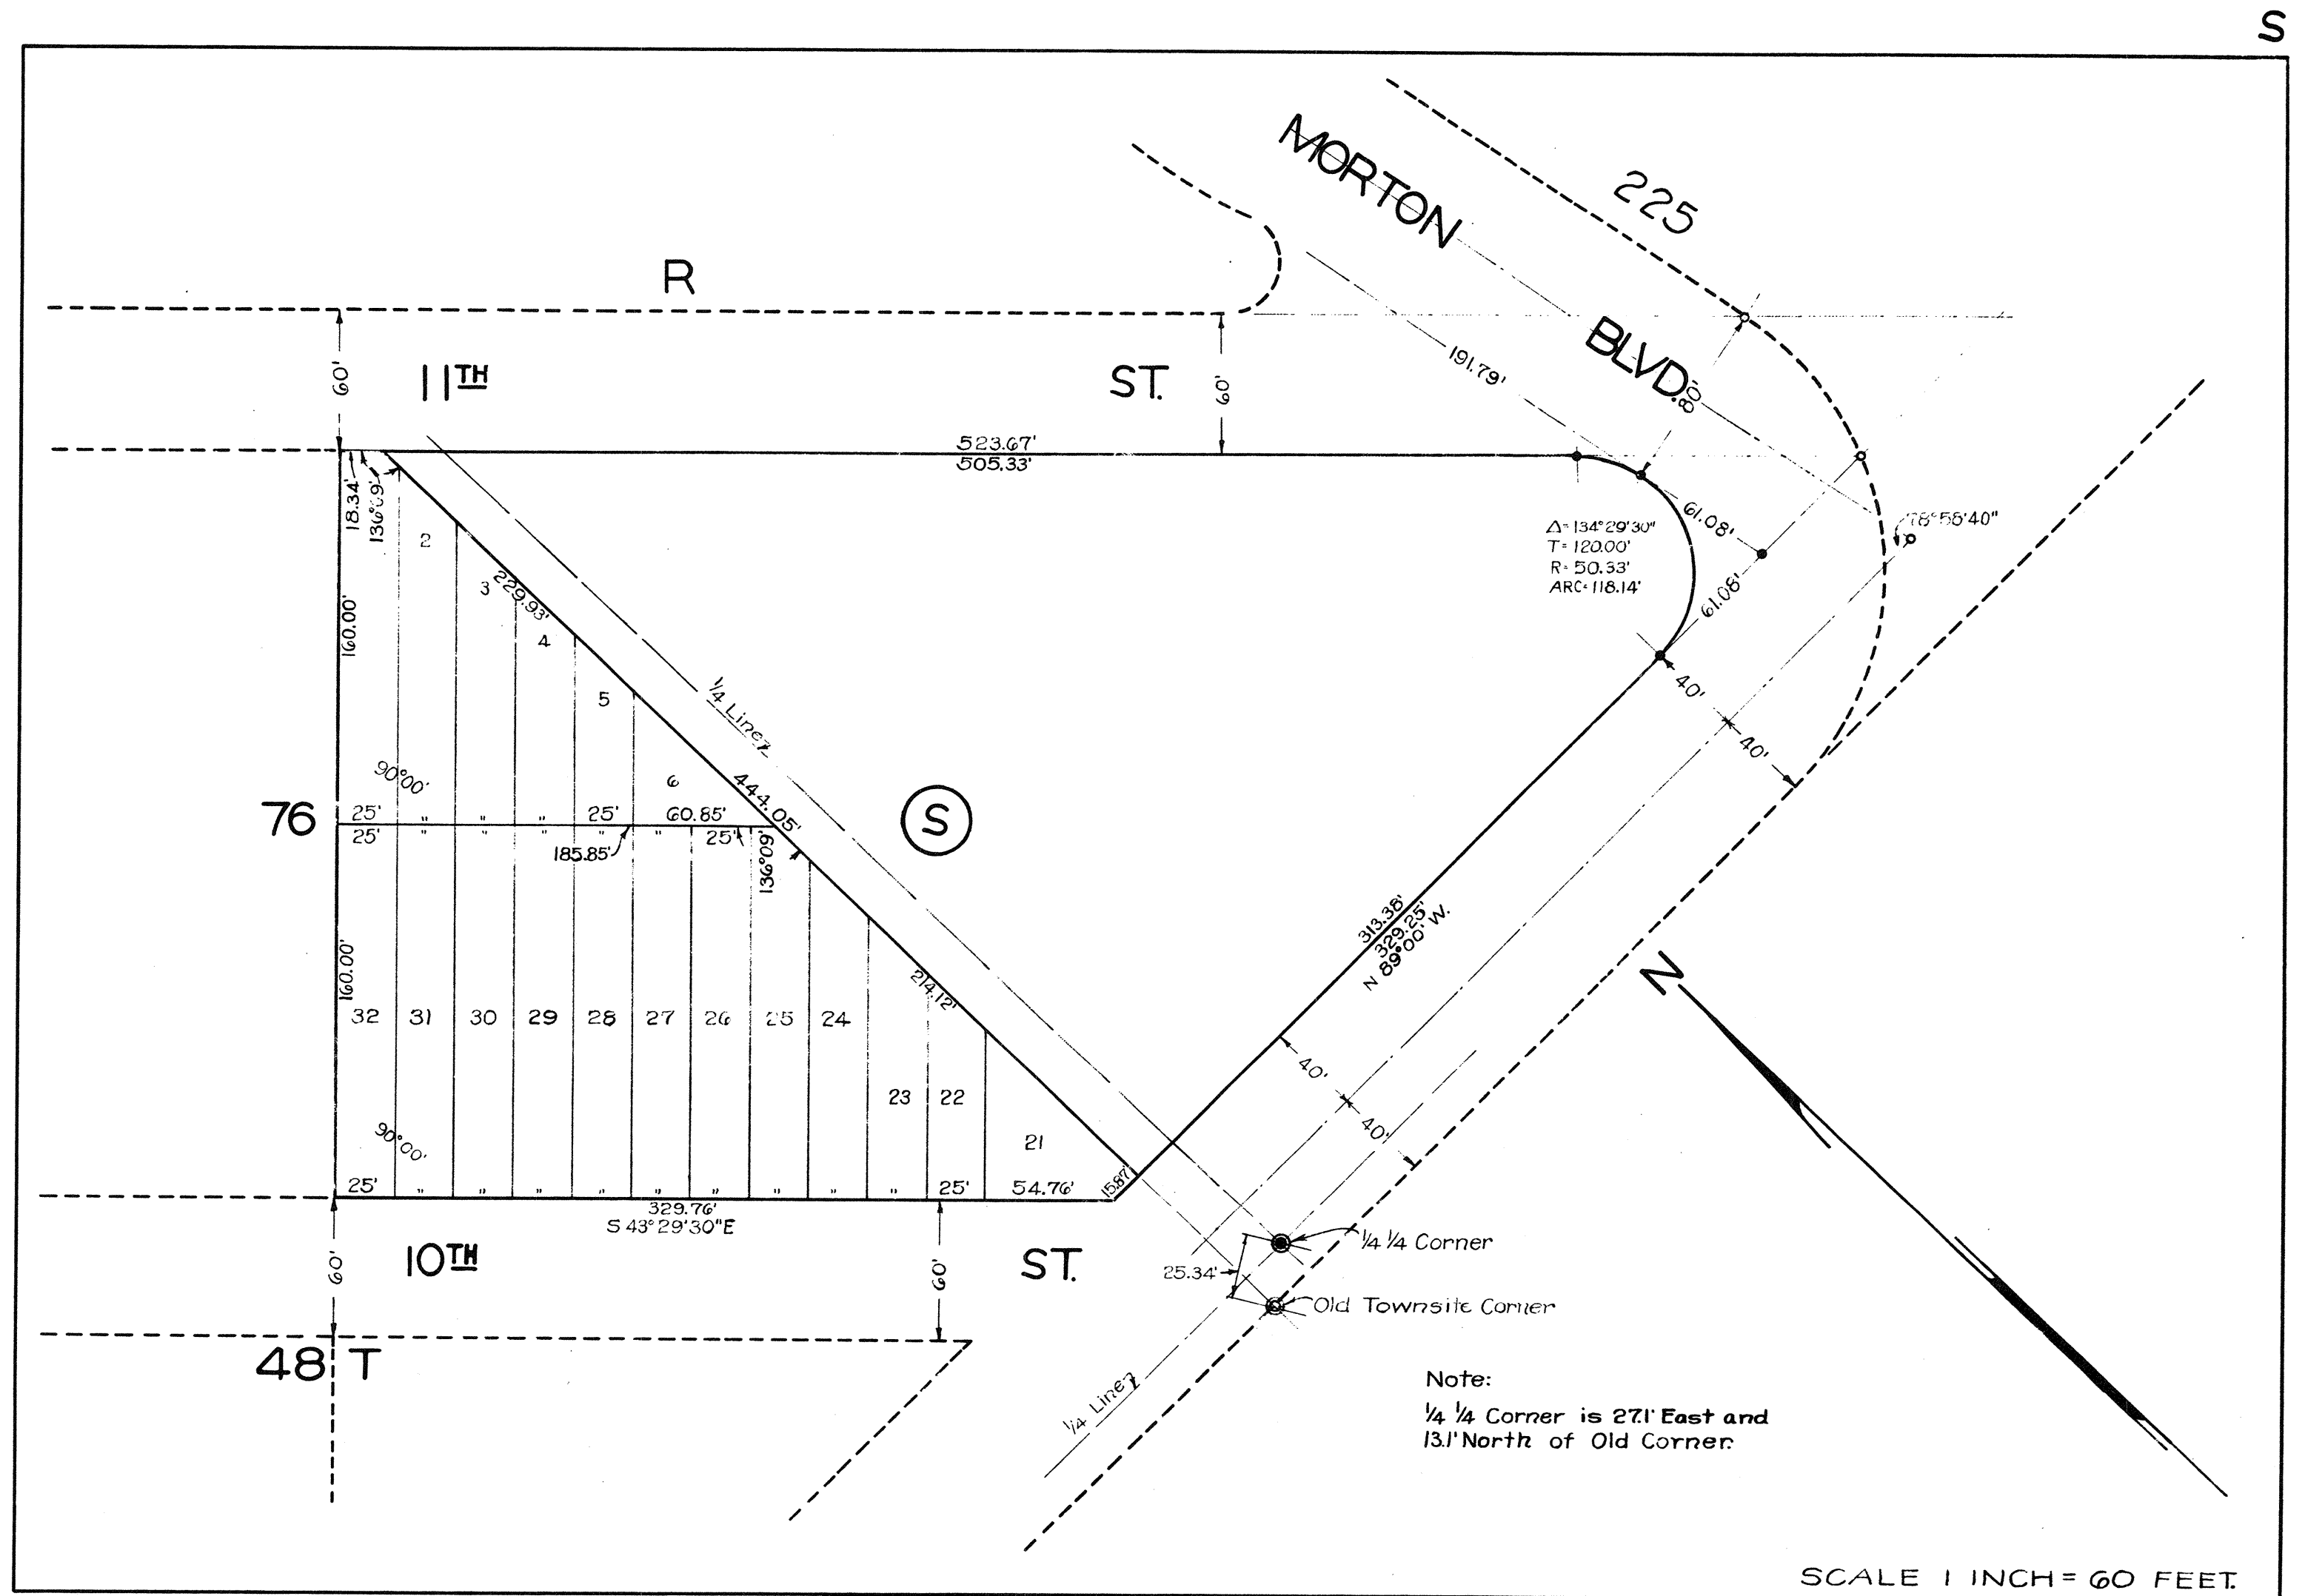 S
MORTON
BLVD.
225
R
60'
11TH
ST.
60'
191.79'
80'
523.67'
505.33'
18.34'
136°09'
61.08'
78°58'40"
Δ=134°29'30"
T=120.00'
R=50.33'
ARC=118.14'
61.08'
2
3
229.93'
4
5
6
160.00'
1/4 Line
40'
40'
90°00'
444.05'
76
25' " " " 25' 60.85'
25' " " " " " 25'
185.85'
136°09'
S
313.38'
329.25'
N 89°00' W.
N
160.00'
214.12'
32 31 30 29 28 27 26 25 24
23 22
21
40'
40'
90°00'
25' " " " " " " " " " 25' 54.76'
15.87'
329.76'
S 43°29'30"E
60'
10TH
60'
ST.
1/4 1/4 Corner
25.34'
Old Townsite Corner
48 T
1/4 Line
Note:
1/4 1/4 Corner is 27.1' East and
13.1' North of Old Corner.
SCALE 1 INCH = 60 FEET.